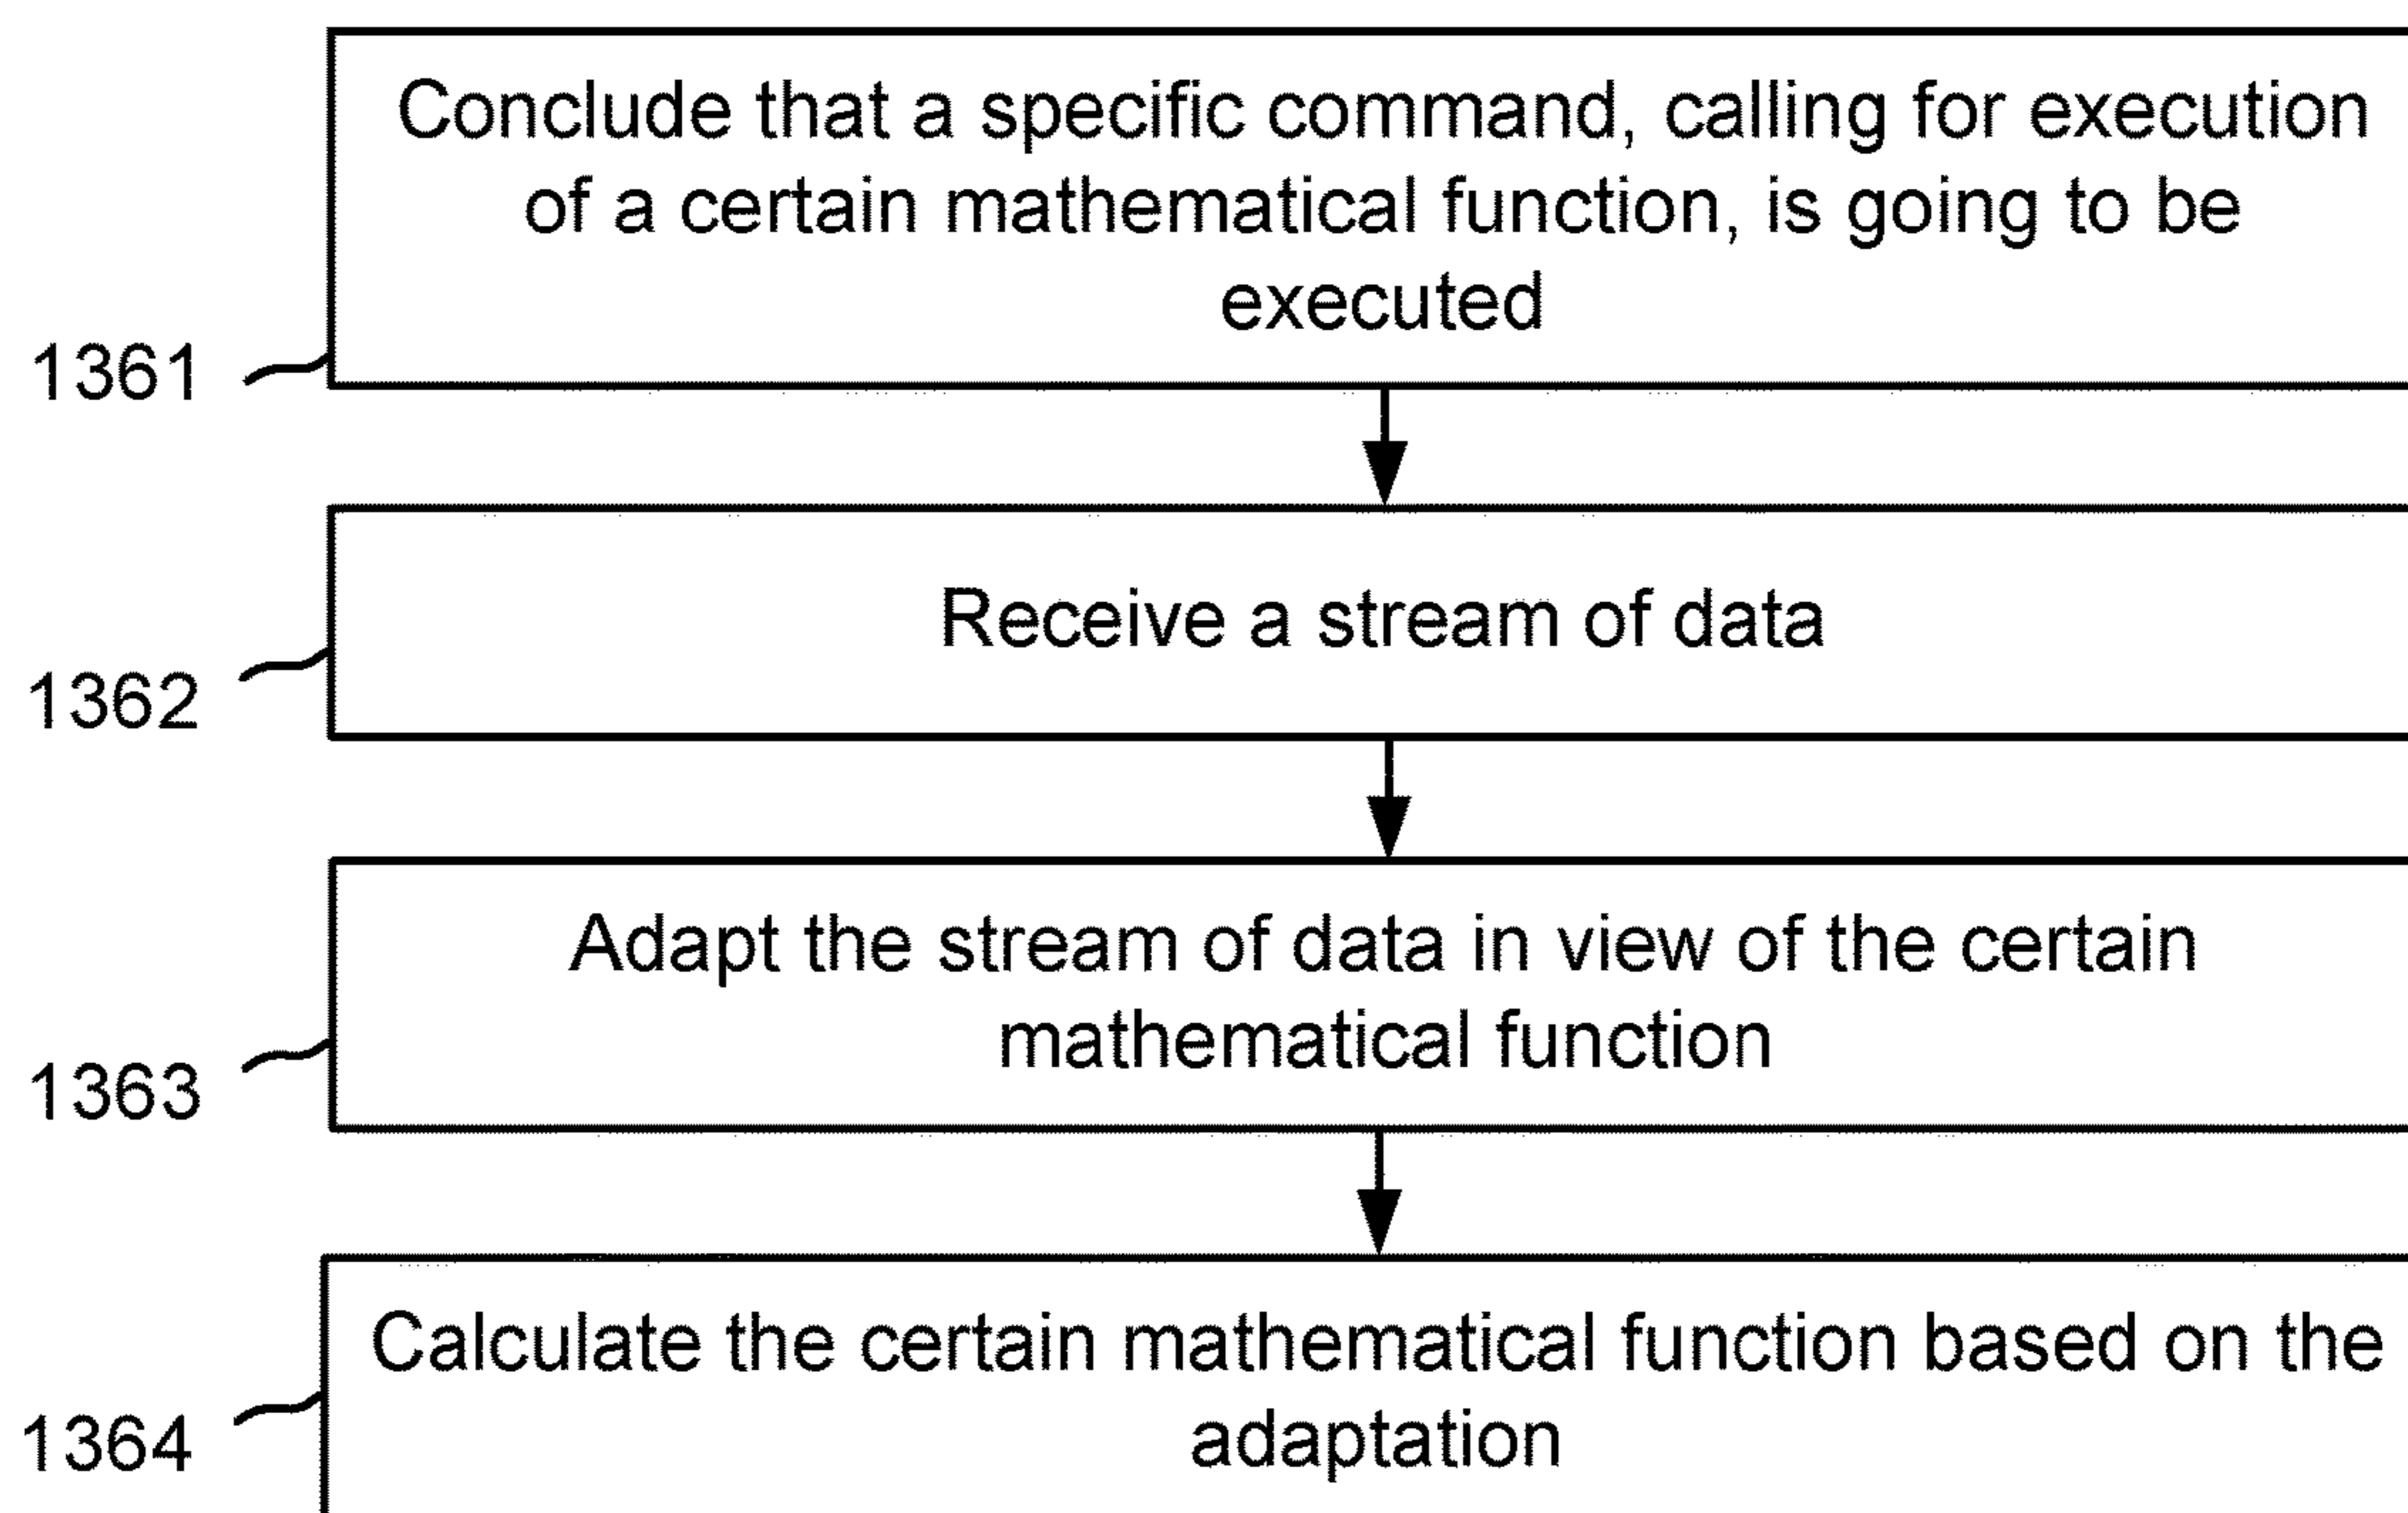 Conclude that a specific command, calling for execution
of a certain mathematical function, is going to be
executed
1361
Receive a stream of data
1362
Adapt the stream of data in view of the certain
mathematical function
1363
Calculate the certain mathematical function based on the
adaptation
1364